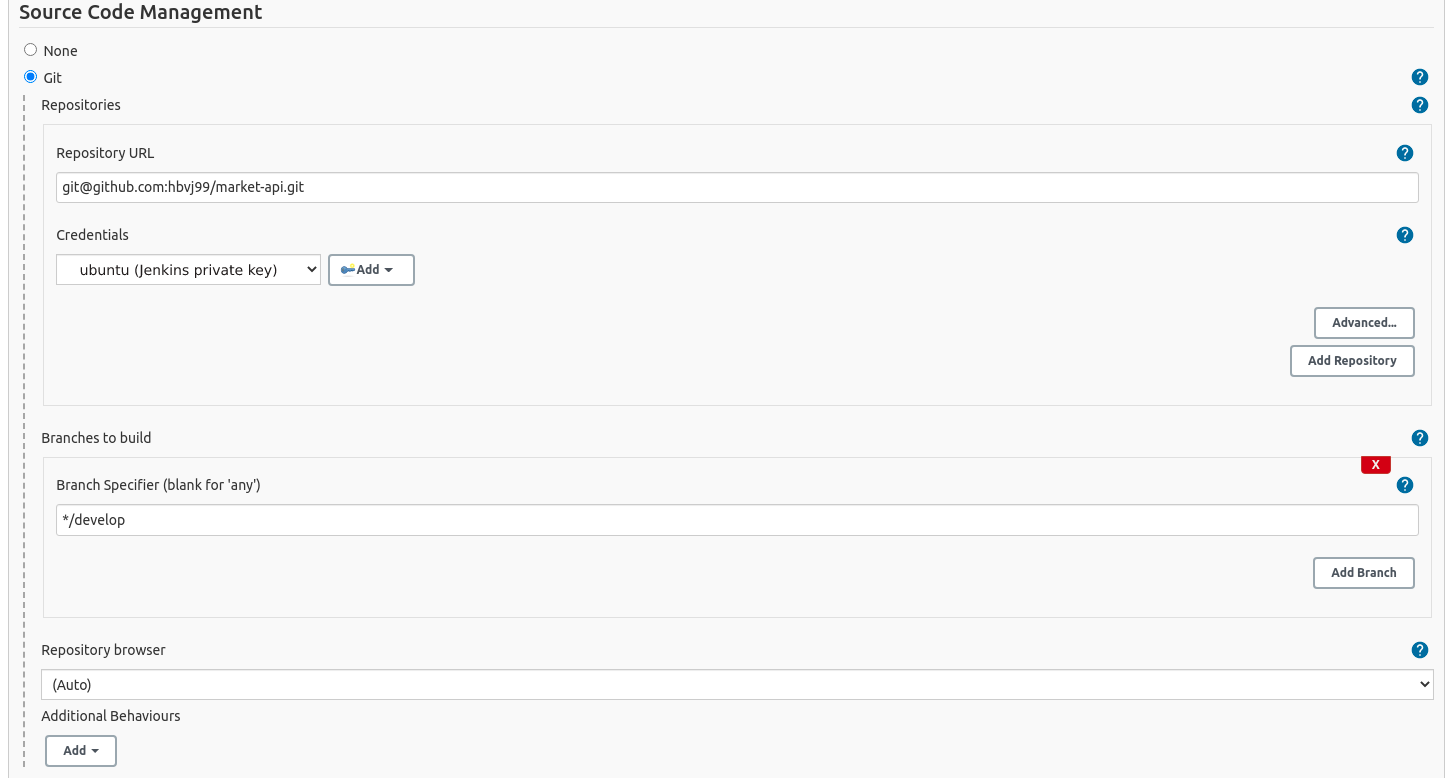 Source Code Management
None
Git
?
Repositories
?
Repository URL
?
git@github.com:hbvj99/market-api.git
Credentials
?
ubuntu (Jenkins private key)
Add
Advanced...
Add Repository
Branches to build
?
X
Branch Specifier (blank for 'any')
?
*/develop
Add Branch
Repository browser
?
(Auto)
Additional Behaviours
Add